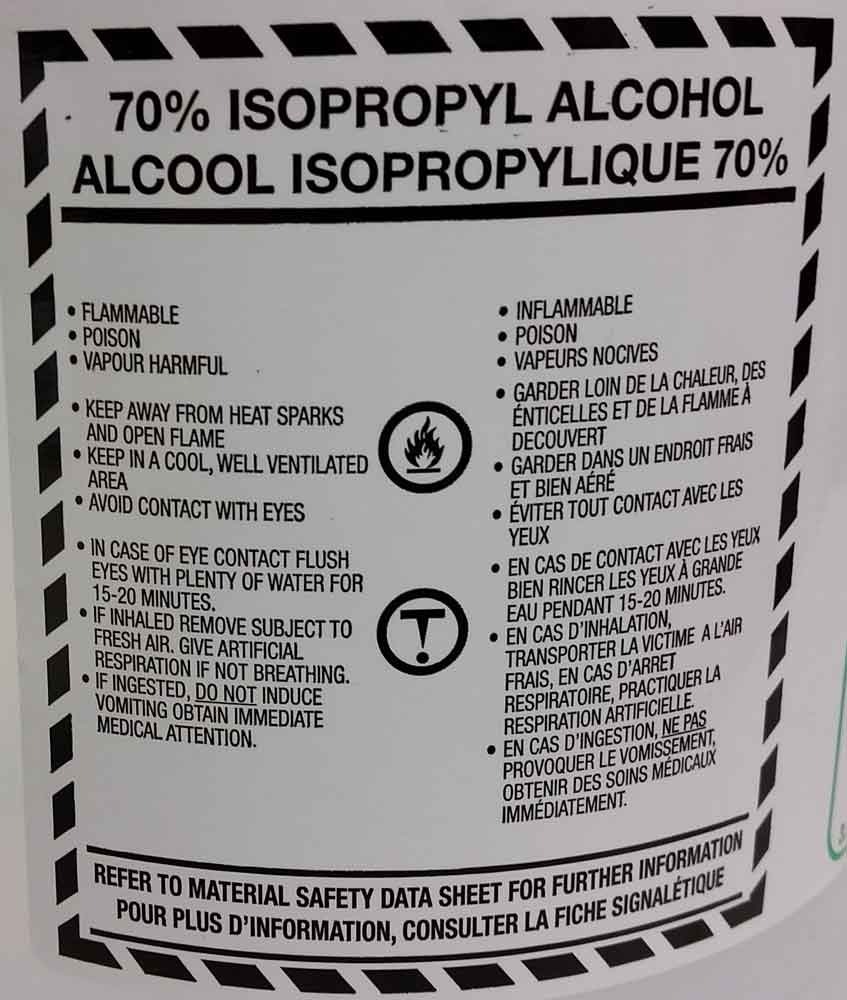 70% ISOPROPYL ALCOHOL
ALCOOL ISOPROPYLIQUE 70%
• FLAMMABLE
• POISON
• VAPOUR HARMFUL
• KEEP AWAY FROM HEAT SPARKS
AND OPEN FLAME
• KEEP IN A COOL, WELL VENTILATED
AREA
• AVOID CONTACT WITH EYES
• IN CASE OF EYE CONTACT FLUSH
EYES WITH PLENTY OF WATER FOR
15-20 MINUTES.
• IF INHALED REMOVE SUBJECT TO
FRESH AIR. GIVE ARTIFICIAL
RESPIRATION IF NOT BREATHING.
• IF INGESTED, DO NOT INDUCE
VOMITING OBTAIN IMMEDIATE
MEDICAL ATTENTION.
• INFLAMMABLE
• POISON
• VAPEURS NOCIVES
• GARDER LOIN DE LA CHALEUR, DES
ÉNTICELLES ET DE LA FLAMME À
DECOUVERT
• GARDER DANS UN ENDROIT FRAIS
ET BIEN AÉRÉ
• ÉVITER TOUT CONTACT AVEC LES
YEUX
• EN CAS DE CONTACT AVEC LES YEUX
BIEN RINCER LES YEUX À GRANDE
EAU PENDANT 15-20 MINUTES.
• EN CAS D'INHALATION,
TRANSPORTER LA VICTIME A L'AIR
FRAIS, EN CAS D'ARRET
RESPIRATOIRE, PRACTIQUER LA
RESPIRATION ARTIFICIELLE.
• EN CAS D'INGESTION, NE PAS
PROVOQUER LE VOMISSEMENT,
OBTENIR DES SOINS MÉDICAUX
IMMÉDIATEMENT.
REFER TO MATERIAL SAFETY DATA SHEET FOR FURTHER INFORMATION
POUR PLUS D'INFORMATION, CONSULTER LA FICHE SIGNALÉTIQUE